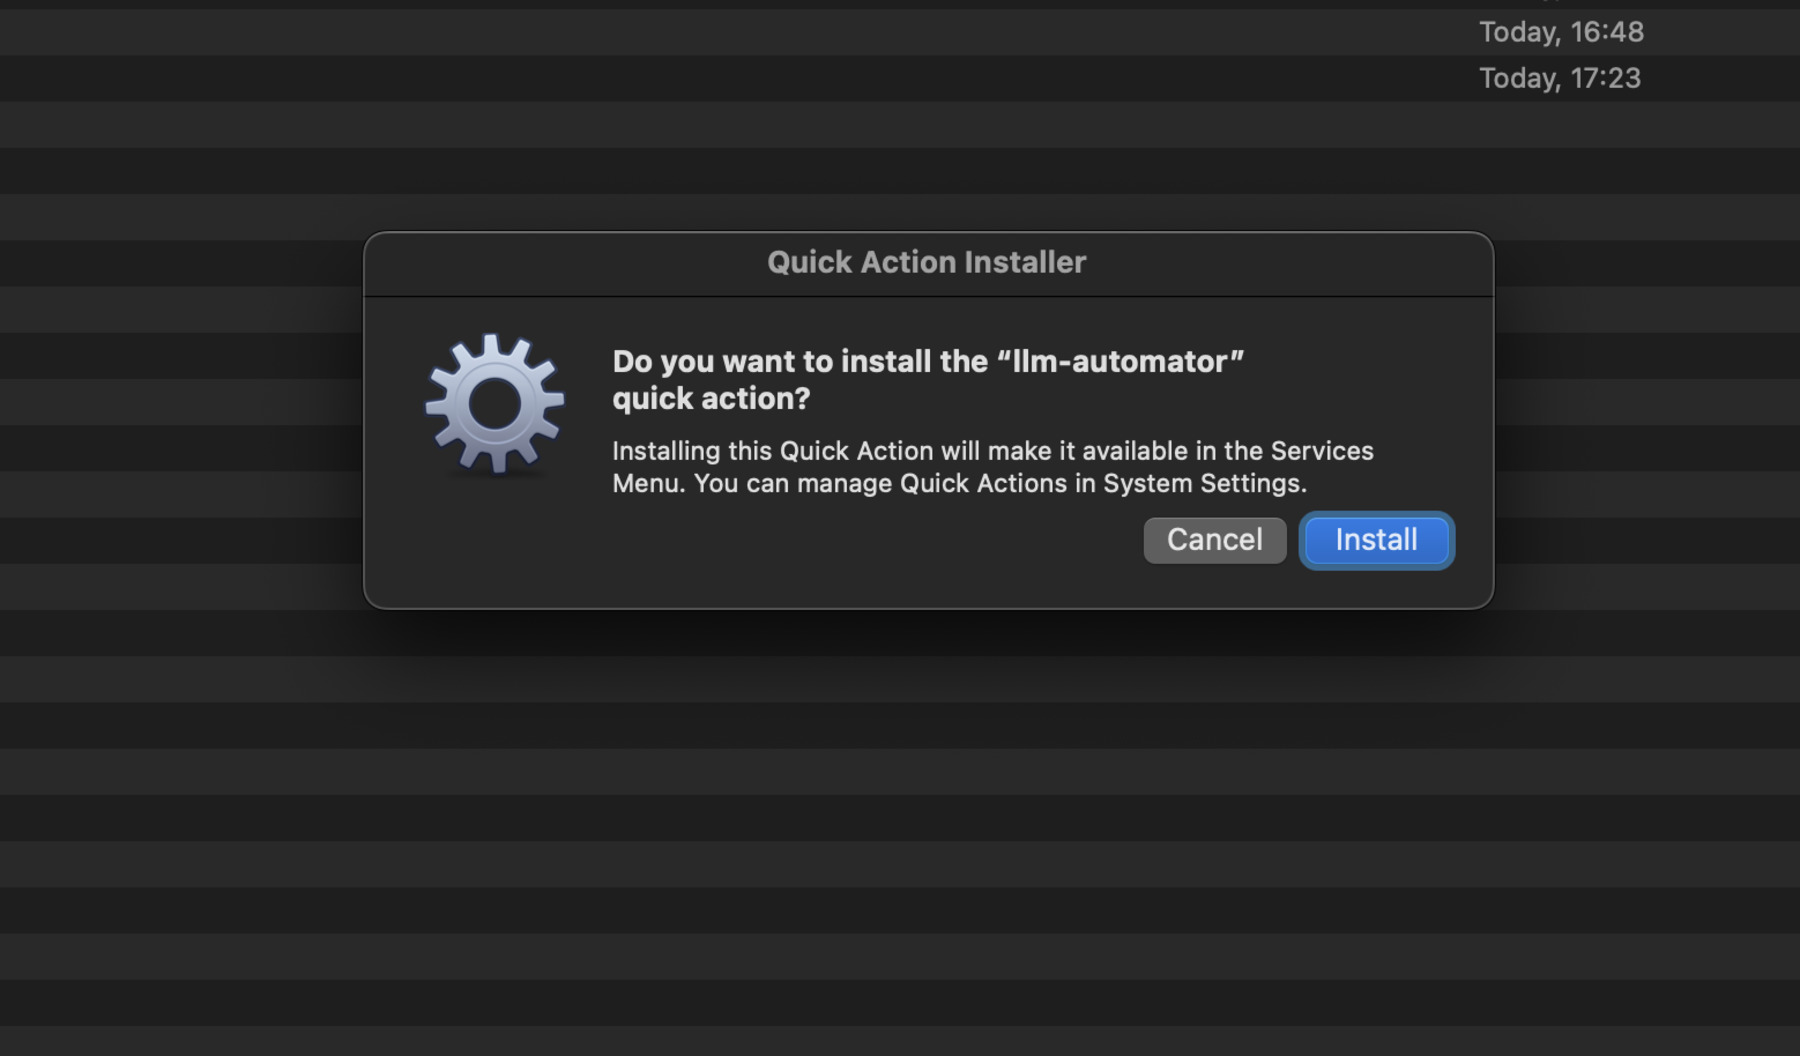 Today, 16:48
Today, 17:23
Quick Action Installer
Do you want to install the “llm-automator”
quick action?
Installing this Quick Action will make it available in the Services
Menu. You can manage Quick Actions in System Settings.
Cancel
Install